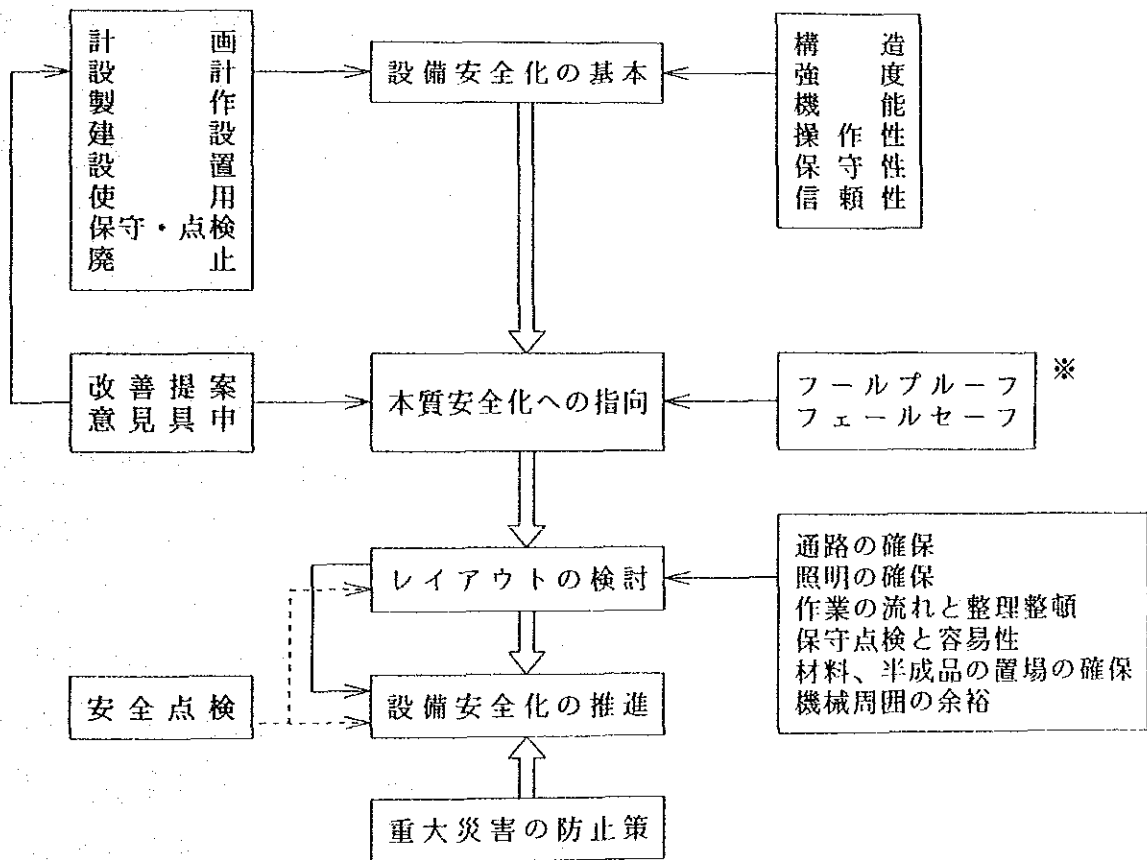 計画
設計
製作
建設
設置
使用
保守・点検
廃止
設備安全化の基本
構造
強度
機能
操作性
保守性
信頼性
改善提案
意見具申
本質安全化への指向
フールプルーフ
フェールセーフ
※
レイアウトの検討
通路の確保
照明の確保
作業の流れと整理整頓
保守点検と容易性
材料、半成品の置場の確保
機械周囲の余裕
安全点検
設備安全化の推進
重大災害の防止策